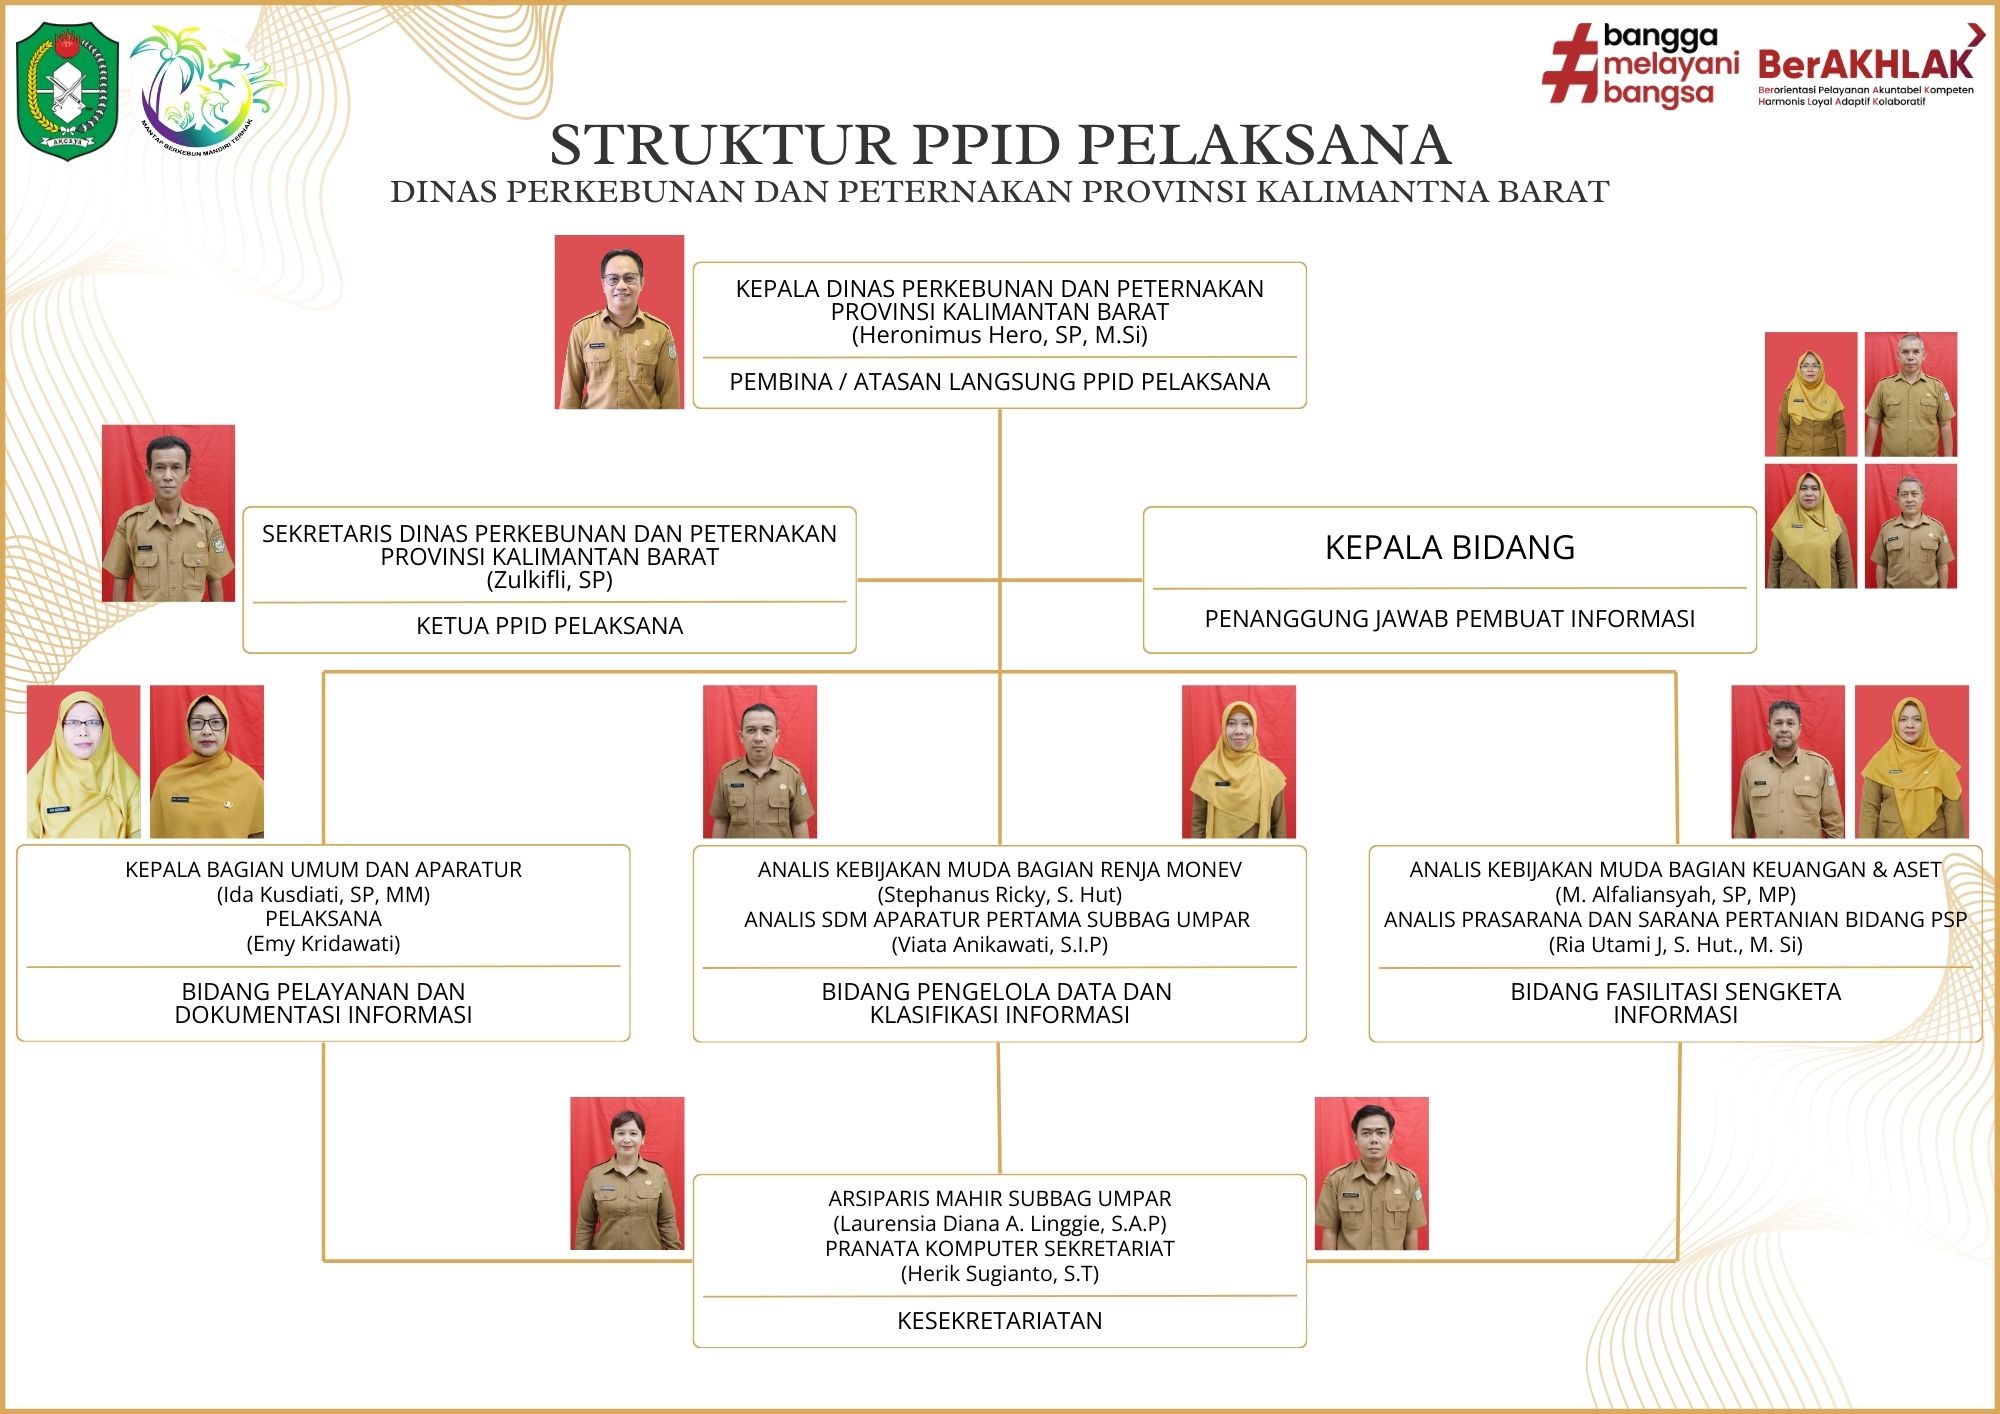 AKCAYA
MANTAP BERKEBUN MANDIRI TERNAK
#bangga
melayani
bangsa
BerAKHLAK
Berorientasi Pelayanan Akuntabel Kompeten
Harmonis Loyal Adaptif Kolaboratif
STRUKTUR PPID PELAKSANA
DINAS PERKEBUNAN DAN PETERNAKAN PROVINSI KALIMANTNA BARAT
KEPALA DINAS PERKEBUNAN DAN PETERNAKAN
PROVINSI KALIMANTAN BARAT
(Heronimus Hero, SP, M.Si)
PEMBINA / ATASAN LANGSUNG PPID PELAKSANA
SEKRETARIS DINAS PERKEBUNAN DAN PETERNAKAN
PROVINSI KALIMANTAN BARAT
(Zulkifli, SP)
KETUA PPID PELAKSANA
KEPALA BIDANG
PENANGGUNG JAWAB PEMBUAT INFORMASI
KEPALA BAGIAN UMUM DAN APARATUR
(Ida Kusdiati, SP, MM)
PELAKSANA
(Emy Kridawati)
BIDANG PELAYANAN DAN
DOKUMENTASI INFORMASI
ANALIS KEBIJAKAN MUDA BAGIAN RENJA MONEV
(Stephanus Ricky, S. Hut)
ANALIS SDM APARATUR PERTAMA SUBBAG UMPAR
(Viata Anikawati, S.I.P)
BIDANG PENGELOLA DATA DAN
KLASIFIKASI INFORMASI
ANALIS KEBIJAKAN MUDA BAGIAN KEUANGAN & ASET
(M. Alfaliansyah, SP, MP)
ANALIS PRASARANA DAN SARANA PERTANIAN BIDANG PSP
(Ria Utami J, S. Hut., M. Si)
BIDANG FASILITASI SENGKETA
INFORMASI
ARSIPARIS MAHIR SUBBAG UMPAR
(Laurensia Diana A. Linggie, S.A.P)
PRANATA KOMPUTER SEKRETARIAT
(Herik Sugianto, S.T)
KESEKRETARIATAN